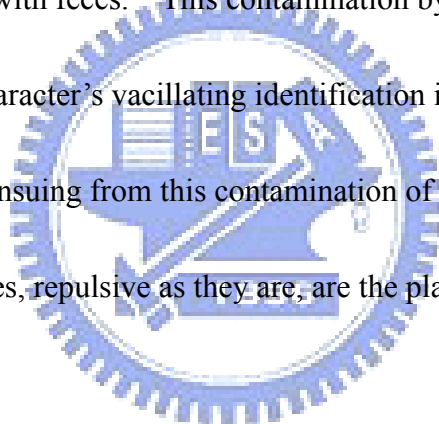 with feces. This contamination by
aracter's vacillating identification i
E S A
nsuing from this contamination of
1896
es, repulsive as they are, are the pla